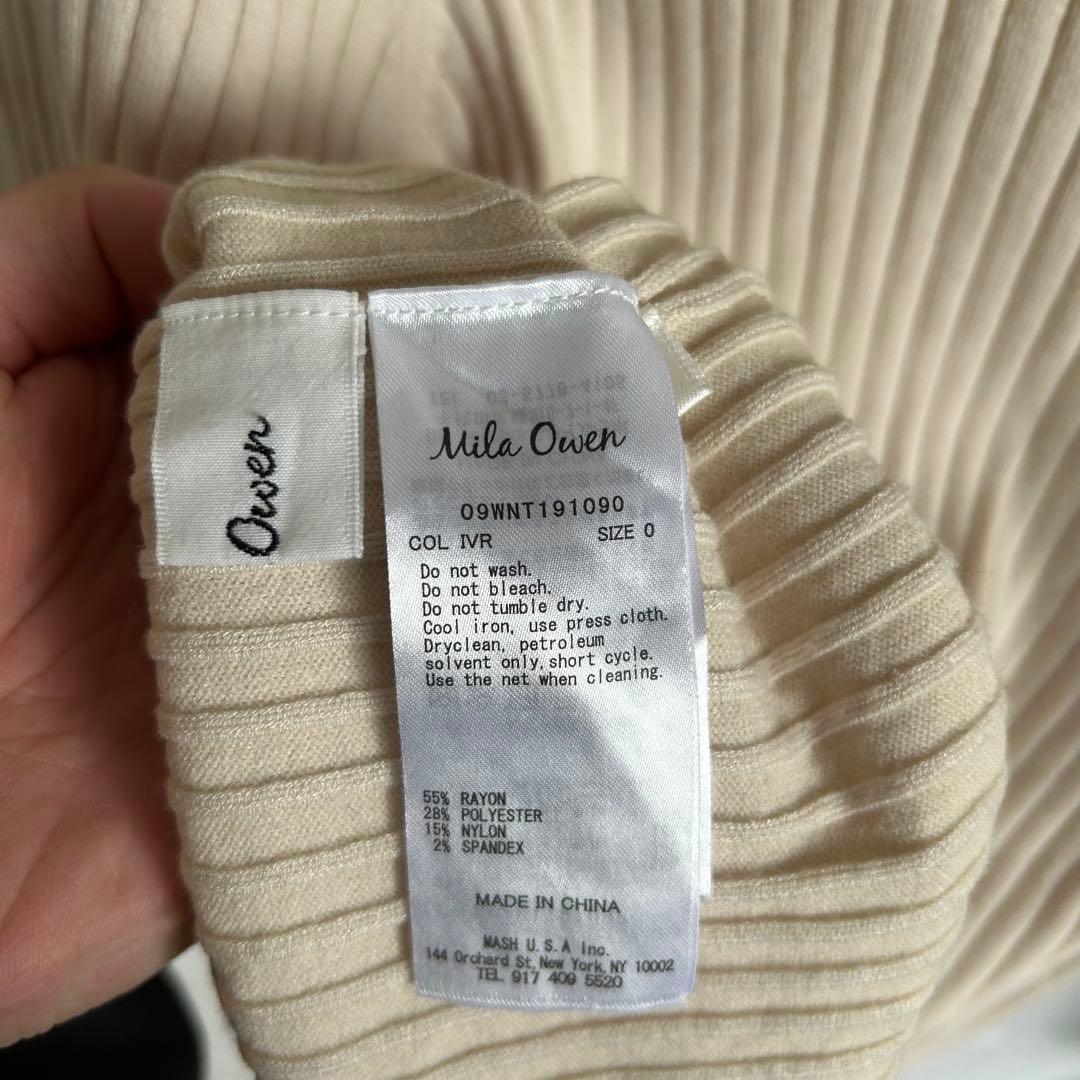 Owen
Mila Owen
09WNT191090
COL IVR SIZE 0
Do not wash.
Do not bleach.
Do not tumble dry.
Cool iron, use press cloth.
Dryclean, petroleum
solvent only,short cycle.
Use the net when cleaning.
55% RAYON
28% POLYESTER
15% NYLON
2% SPANDEX
MADE IN CHINA
MASH U.S.A Inc.
144 Orchard St, New York, NY 10002
TEL 917 409 5520